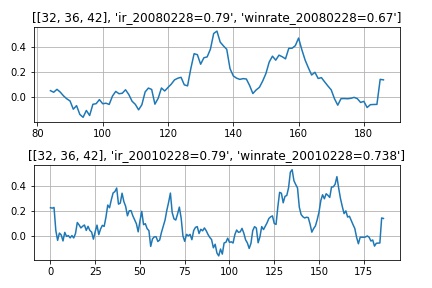 [[32, 36, 42], 'ir_20080228=0.79', 'winrate_20080228=0.67']
0.4
0.2
0.0
80 100 120 140 160 180
[[32, 36, 42], 'ir_20010228=0.79', 'winrate_20010228=0.738']
0.4
0.2
0.0
0 25 50 75 100 125 150 175